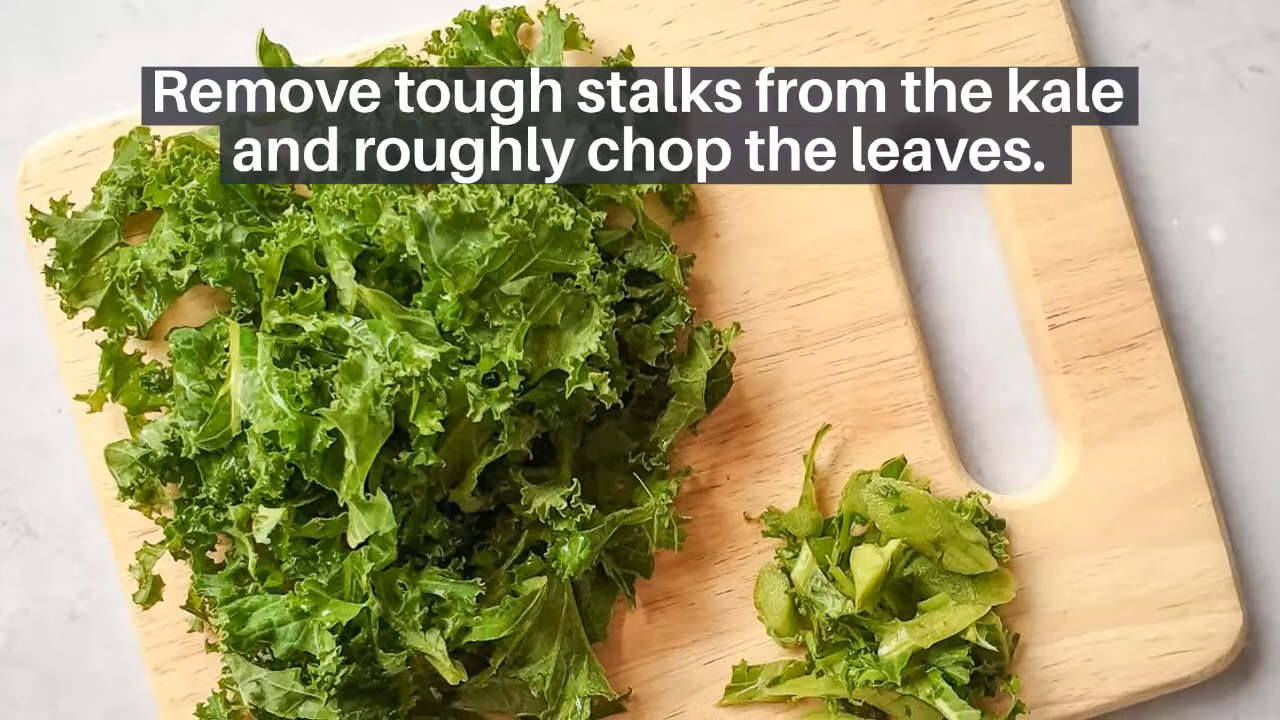 Remove tough stalks from the kale
and roughly chop the leaves.